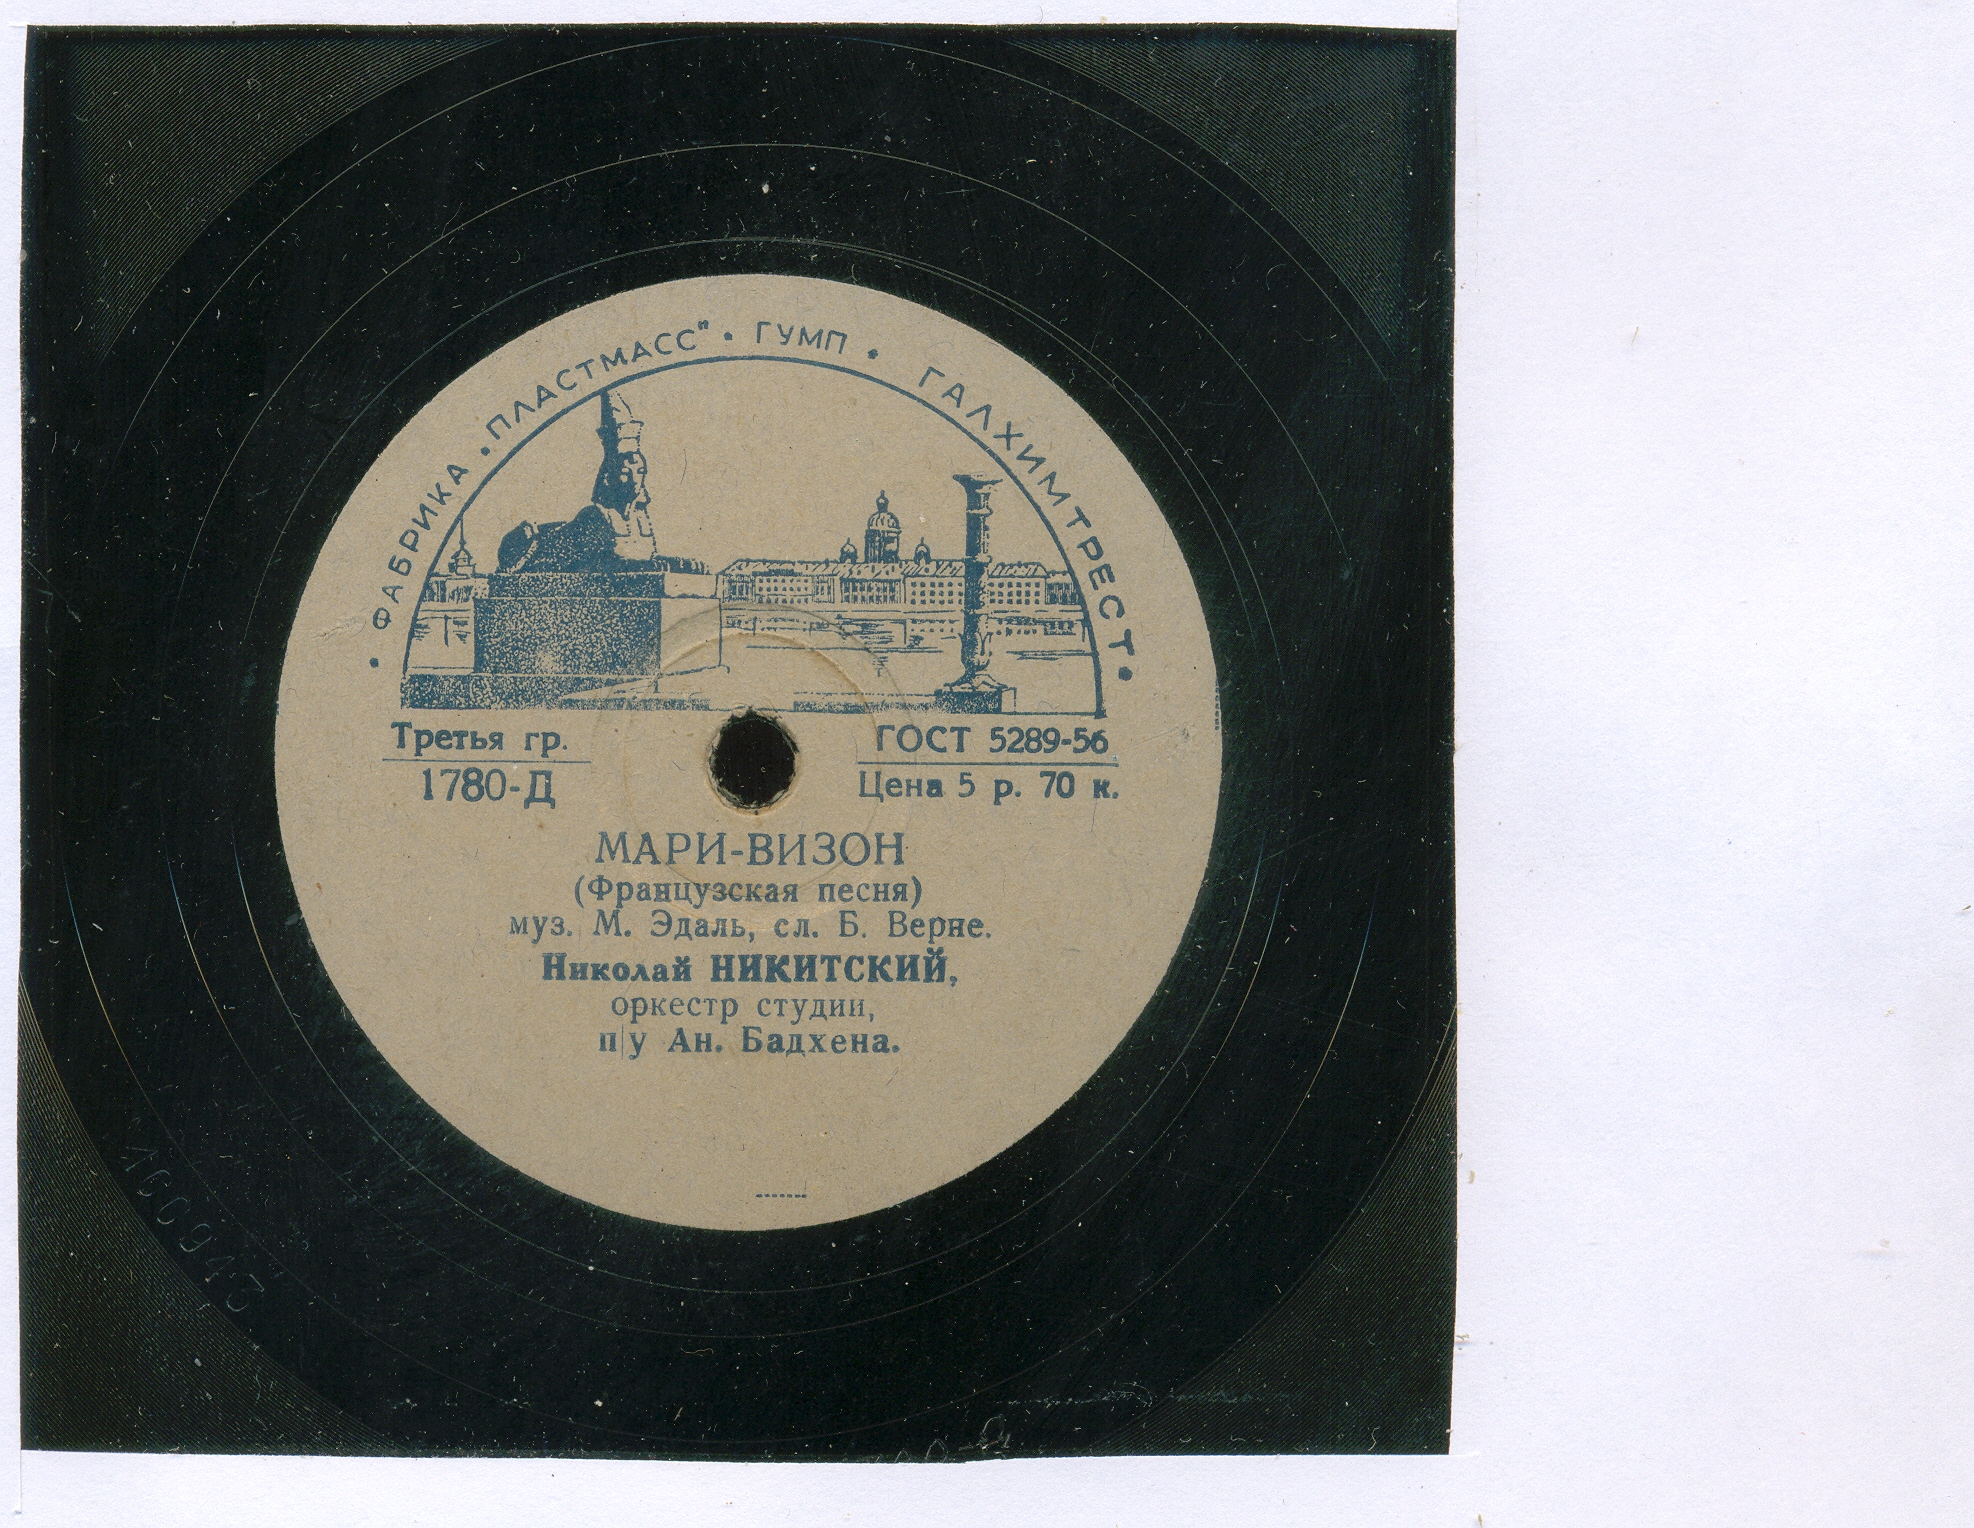 • ФАБРИКА „ПЛАСТМАСС" • ГУМП • ГАЛХИМТРЕСТ •
Третья гр.
1780-Д
ГОСТ 5289-56
Цена 5 р. 70 к.
МАРИ-ВИЗОН
(Французская песня)
муз. М. Эдаль, сл. Б. Верне.
Николай НИКИТСКИЙ,
оркестр студии,
п/у Ан. Бадхена.